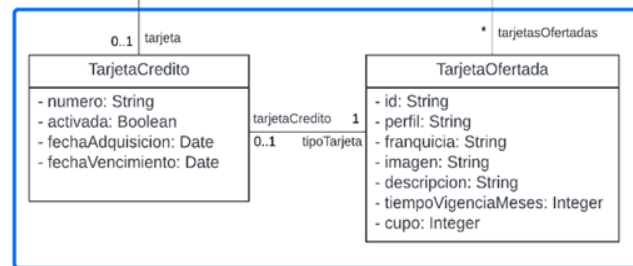 0..1 tarjeta
* tarjetasOfertadas
TarjetaCredito
- numero: String
- activada: Boolean
- fechaAdquisicion: Date
- fechaVencimiento: Date
tarjetaCredito 1
0..1 tipoTarjeta
TarjetaOfertada
- id: String
- perfil: String
- franquicia: String
- imagen: String
- descripcion: String
- tiempoVigenciaMeses: Integer
- cupo: Integer